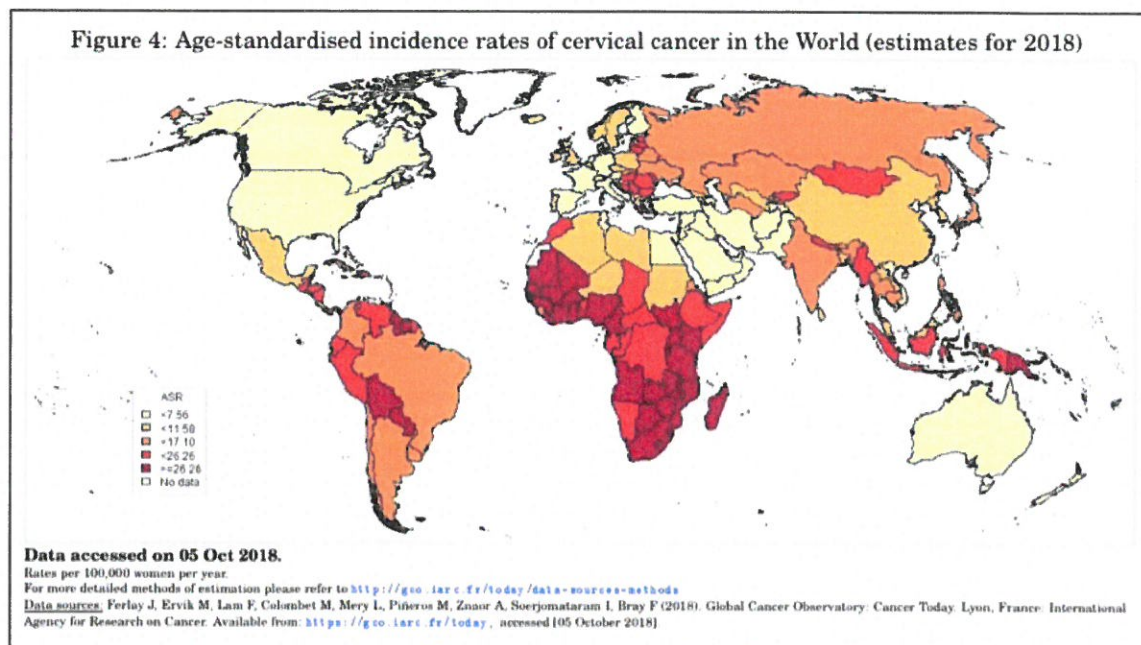 Figure 4: Age-standardised incidence rates of cervical cancer in the World (estimates for 2018)
ASR
<7.56
<11.58
<17.10
<26.26
>=26.26
No data
Data accessed on 05 Oct 2018.
Rates per 100,000 women per year.
For more detailed methods of estimation please refer to http://gco.iarc.fr/today/data-sources-methods
Data sources: Ferlay J, Ervik M, Lam F, Colombet M, Mery L, Piñeros M, Znaor A, Soerjomataram I, Bray F (2018). Global Cancer Observatory: Cancer Today. Lyon, France: International
Agency for Research on Cancer. Available from: https://gco.iarc.fr/today, accessed [05 October 2018]